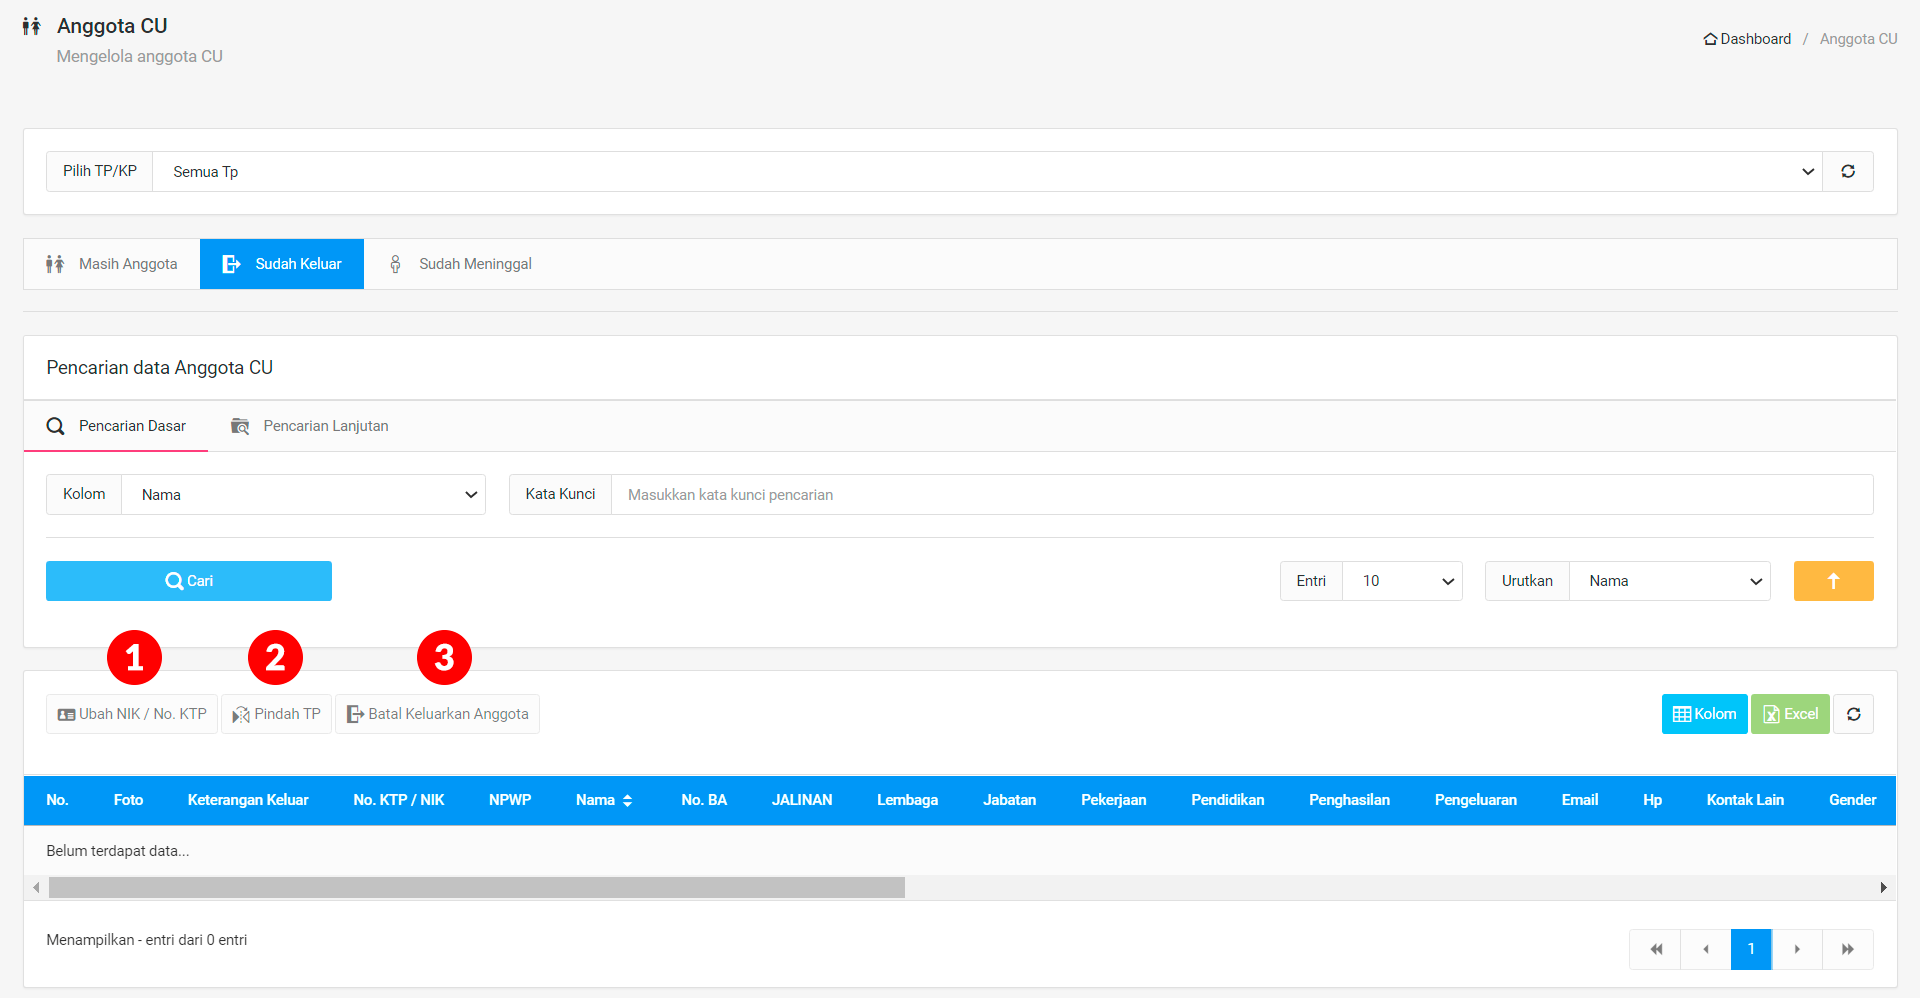 Anggota CU
Mengelola anggota CU
Dashboard / Anggota CU
Pilih TP/KP Semua Tp
Masih Anggota Sudah Keluar Sudah Meninggal
Pencarian data Anggota CU
Pencarian Dasar Pencarian Lanjutan
Kolom Nama Kata Kunci Masukkan kata kunci pencarian
Cari Entri 10 Urutkan Nama
1 2 3
Ubah NIK / No. KTP Pindah TP Batal Keluarkan Anggota Kolom Excel
No. Foto Keterangan Keluar No. KTP / NIK NPWP Nama No. BA JALINAN Lembaga Jabatan Pekerjaan Pendidikan Penghasilan Pengeluaran Email Hp Kontak Lain Gender
Belum terdapat data...
Menampilkan - entri dari 0 entri
1